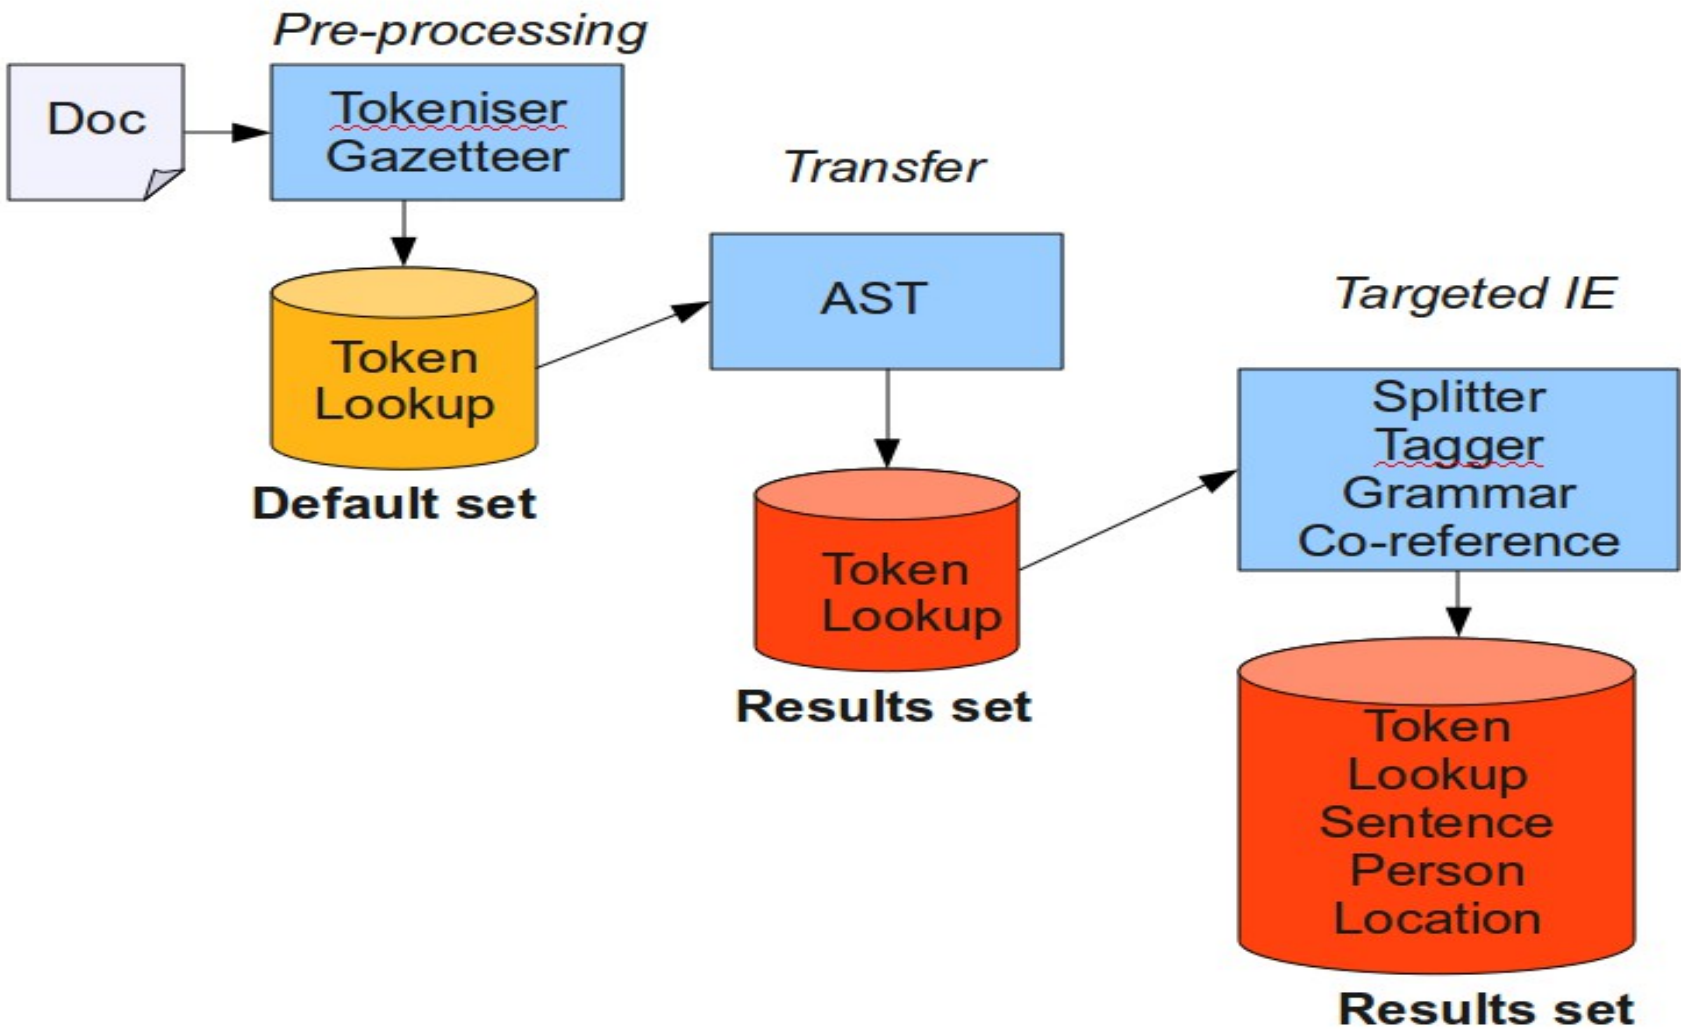 Pre-processing
Doc
Tokeniser
Gazetteer
Transfer
Token
Lookup
Default set
AST
Targeted IE
Token
Lookup
Results set
Splitter
Tagger
Grammar
Co-reference
Token
Lookup
Sentence
Person
Location
Results set